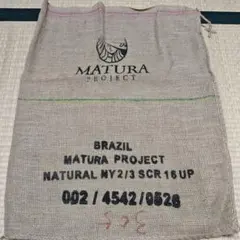 MATURA
PROJECT
BRAZIL
MATURA PROJECT
NATURAL NY2/3 SCR 16 UP
002 / 4542 / 0526